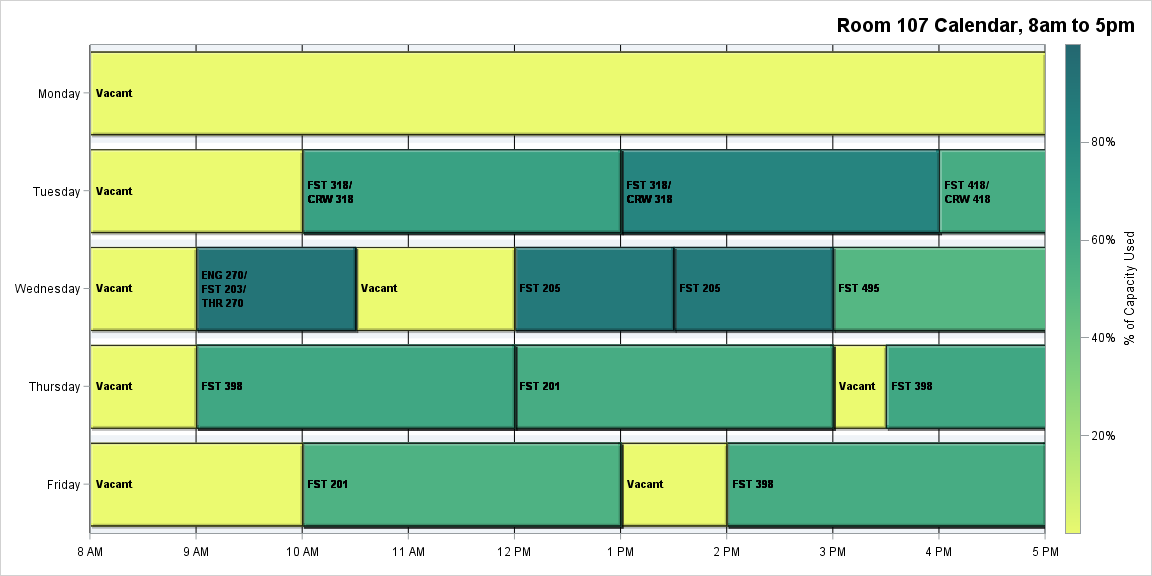 Room 107 Calendar, 8am to 5pm
Monday
Vacant
Tuesday
Vacant
FST 318/
CRW 318
FST 318/
CRW 318
FST 418/
CRW 418
Wednesday
Vacant
ENG 270/
FST 203/
THR 270
Vacant
FST 205
FST 205
FST 495
Thursday
Vacant
FST 398
FST 201
Vacant
FST 398
Friday
Vacant
FST 201
Vacant
FST 398
8 AM
9 AM
10 AM
11 AM
12 PM
1 PM
2 PM
3 PM
4 PM
5 PM
80%
60%
40%
20%
% of Capacity Used